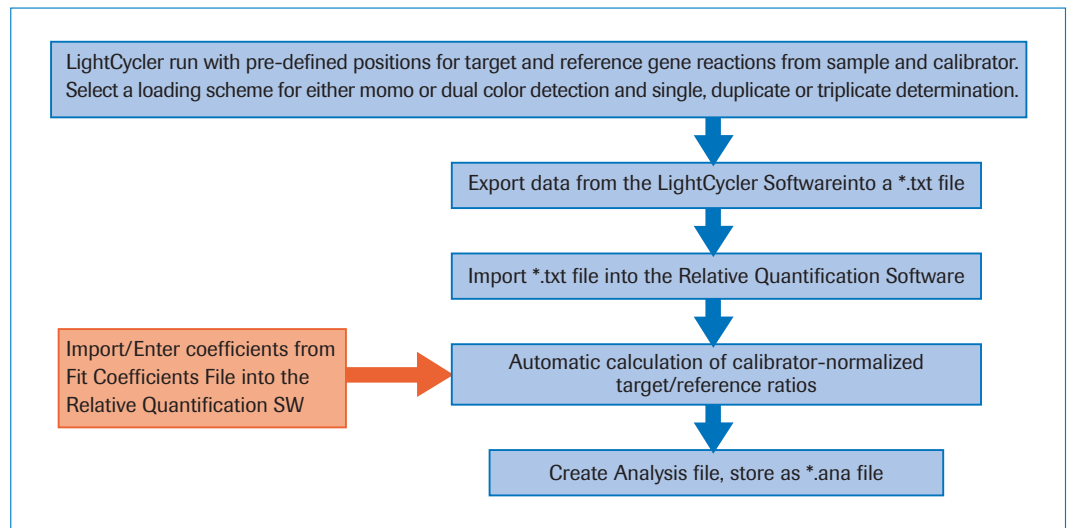 LightCycler run with pre-defined positions for target and reference gene reactions from sample and calibrator.
Select a loading scheme for either momo or dual color detection and single, duplicate or triplicate determination.
Export data from the LightCycler Softwareinto a *.txt file
Import *.txt file into the Relative Quantification Software
Import/Enter coefficients from
Fit Coefficients File into the
Relative Quantification SW
Automatic calculation of calibrator-normalized
target/reference ratios
Create Analysis file, store as *.ana file